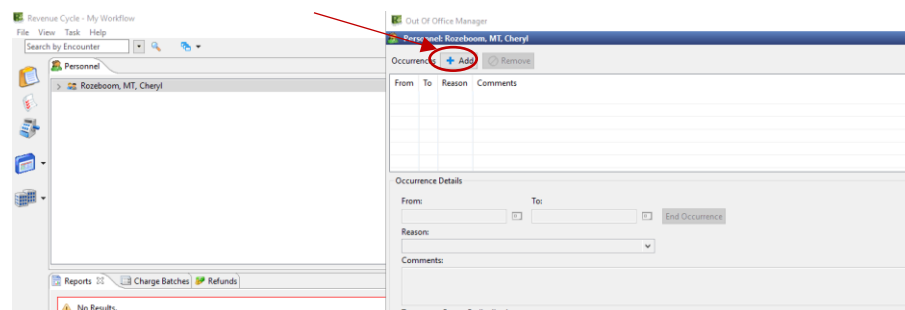 Revenue Cycle - My Workflow
File View Task Help
Search by Encounter
Personnel
Rozeboom, MT, Cheryl
Reports
Charge Batches
Refunds
No Results.
Out Of Office Manager
Personnel: Rozeboom, MT, Cheryl
Occurrences Add Remove
From To Reason Comments
Occurrence Details
From: To:
End Occurrence
Reason:
Comments: